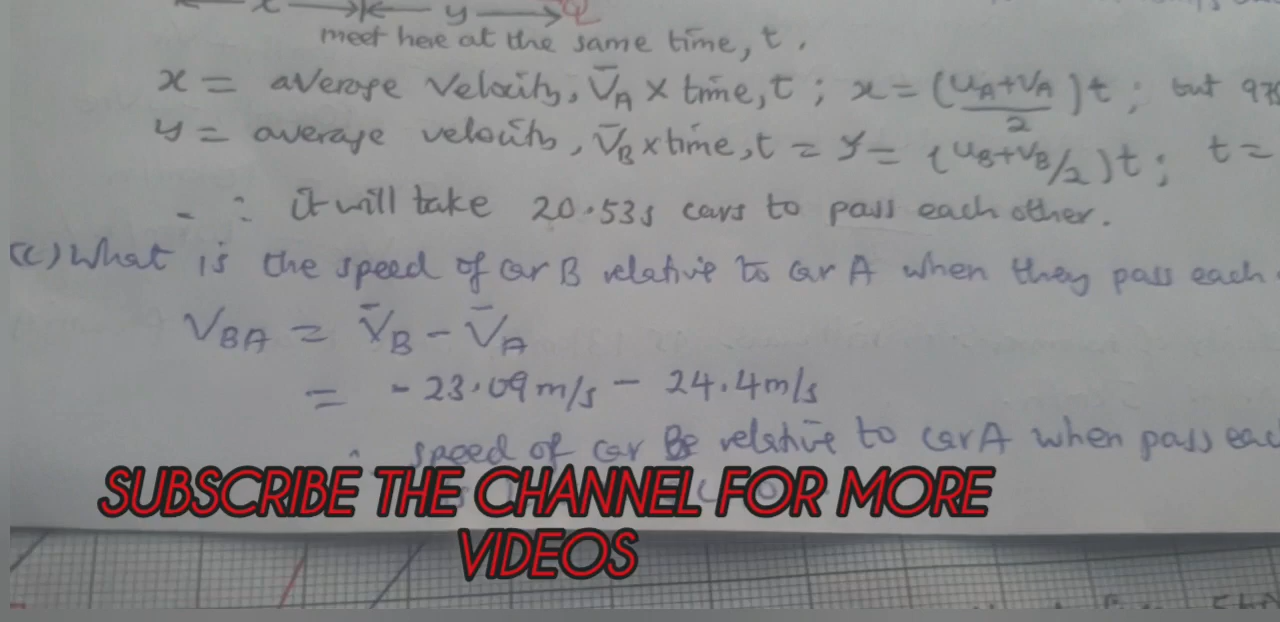 x y Q
meet here at the same time, t.
x = average velocity, V̄A × time, t ; x = (uA+vA/2)t ; but
y = average velocity, V̄B × time, t = y = (uB+vB/2)t ; t =
∴ it will take 20.53s cars to pass each other.
(c) What is the speed of car B relative to car A when they pass each
VBA = V̄B - V̄A
= -23.09m/s - 24.4m/s
speed of car B relative to car A when pass each
SUBSCRIBE THE CHANNEL FOR MORE
VIDEOS